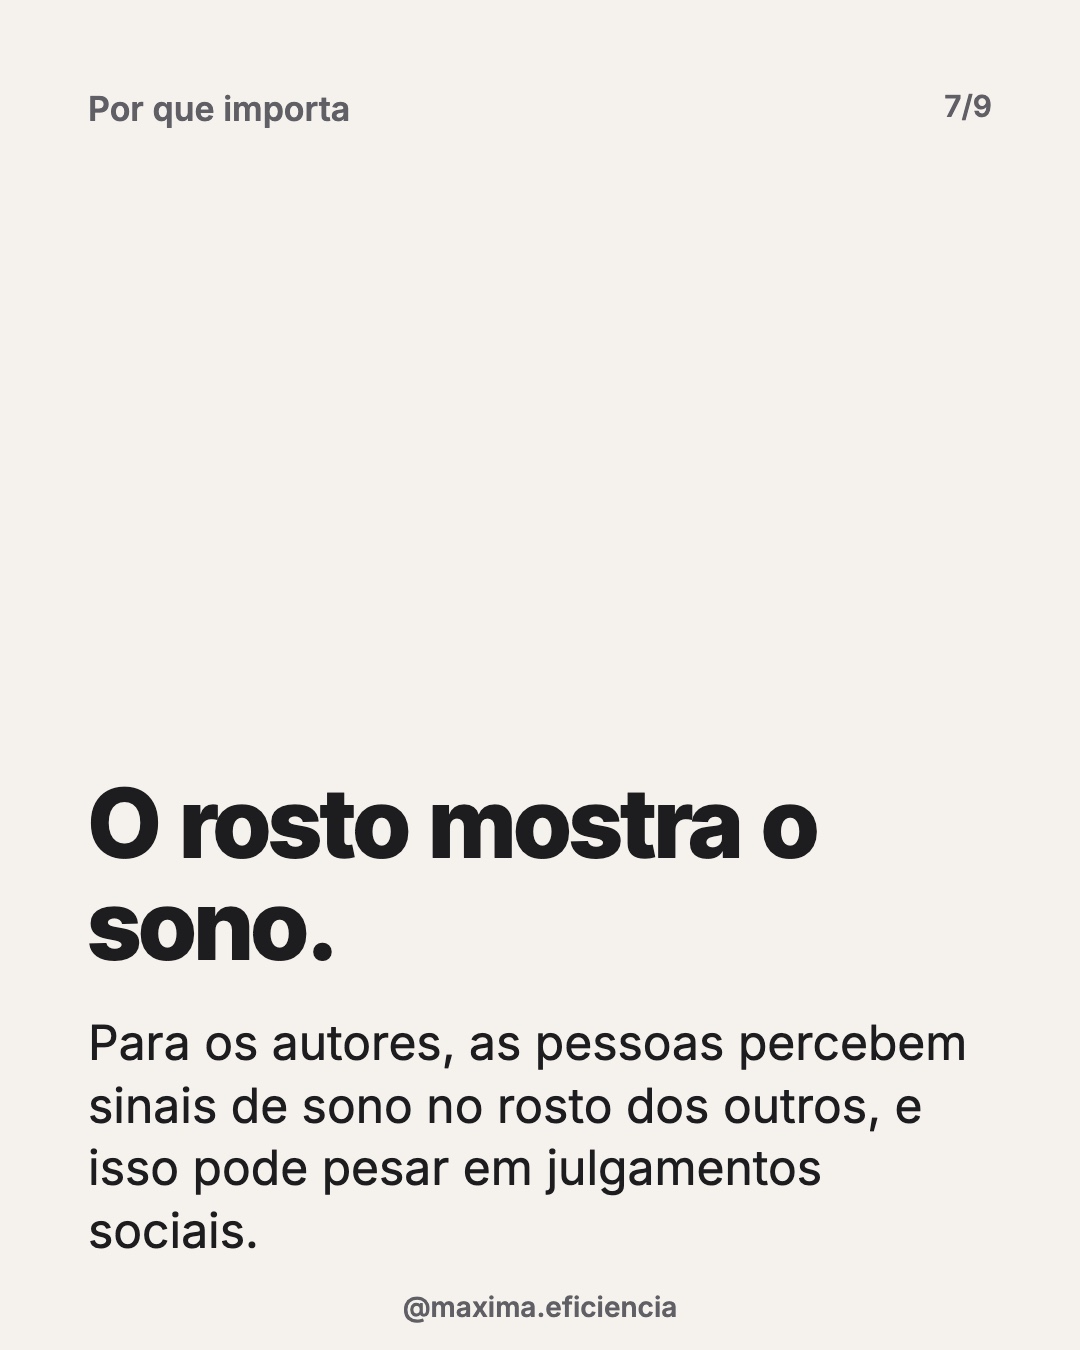 Por que importa
7/9
O rosto mostra o
sono.
Para os autores, as pessoas percebem
sinais de sono no rosto dos outros, e
isso pode pesar em julgamentos
sociais.
@maxima.eficiencia